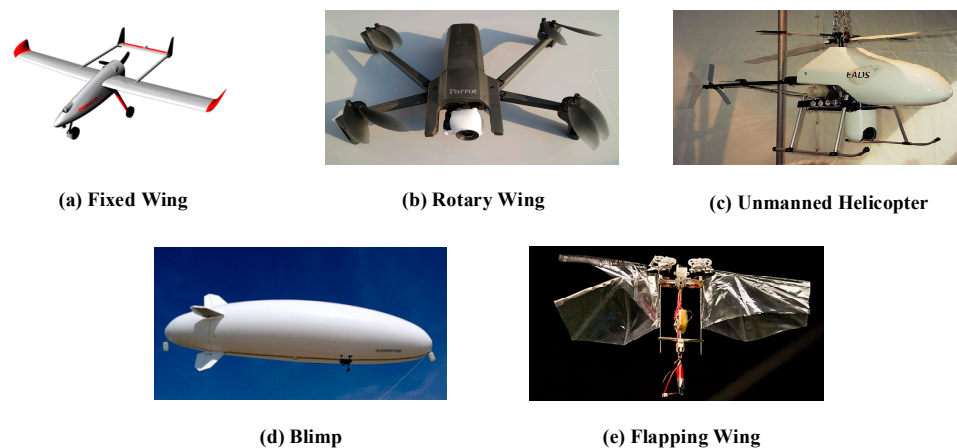 Parrot
EADS
(a) Fixed Wing
(b) Rotary Wing
(c) Unmanned Helicopter
(d) Blimp
(e) Flapping Wing